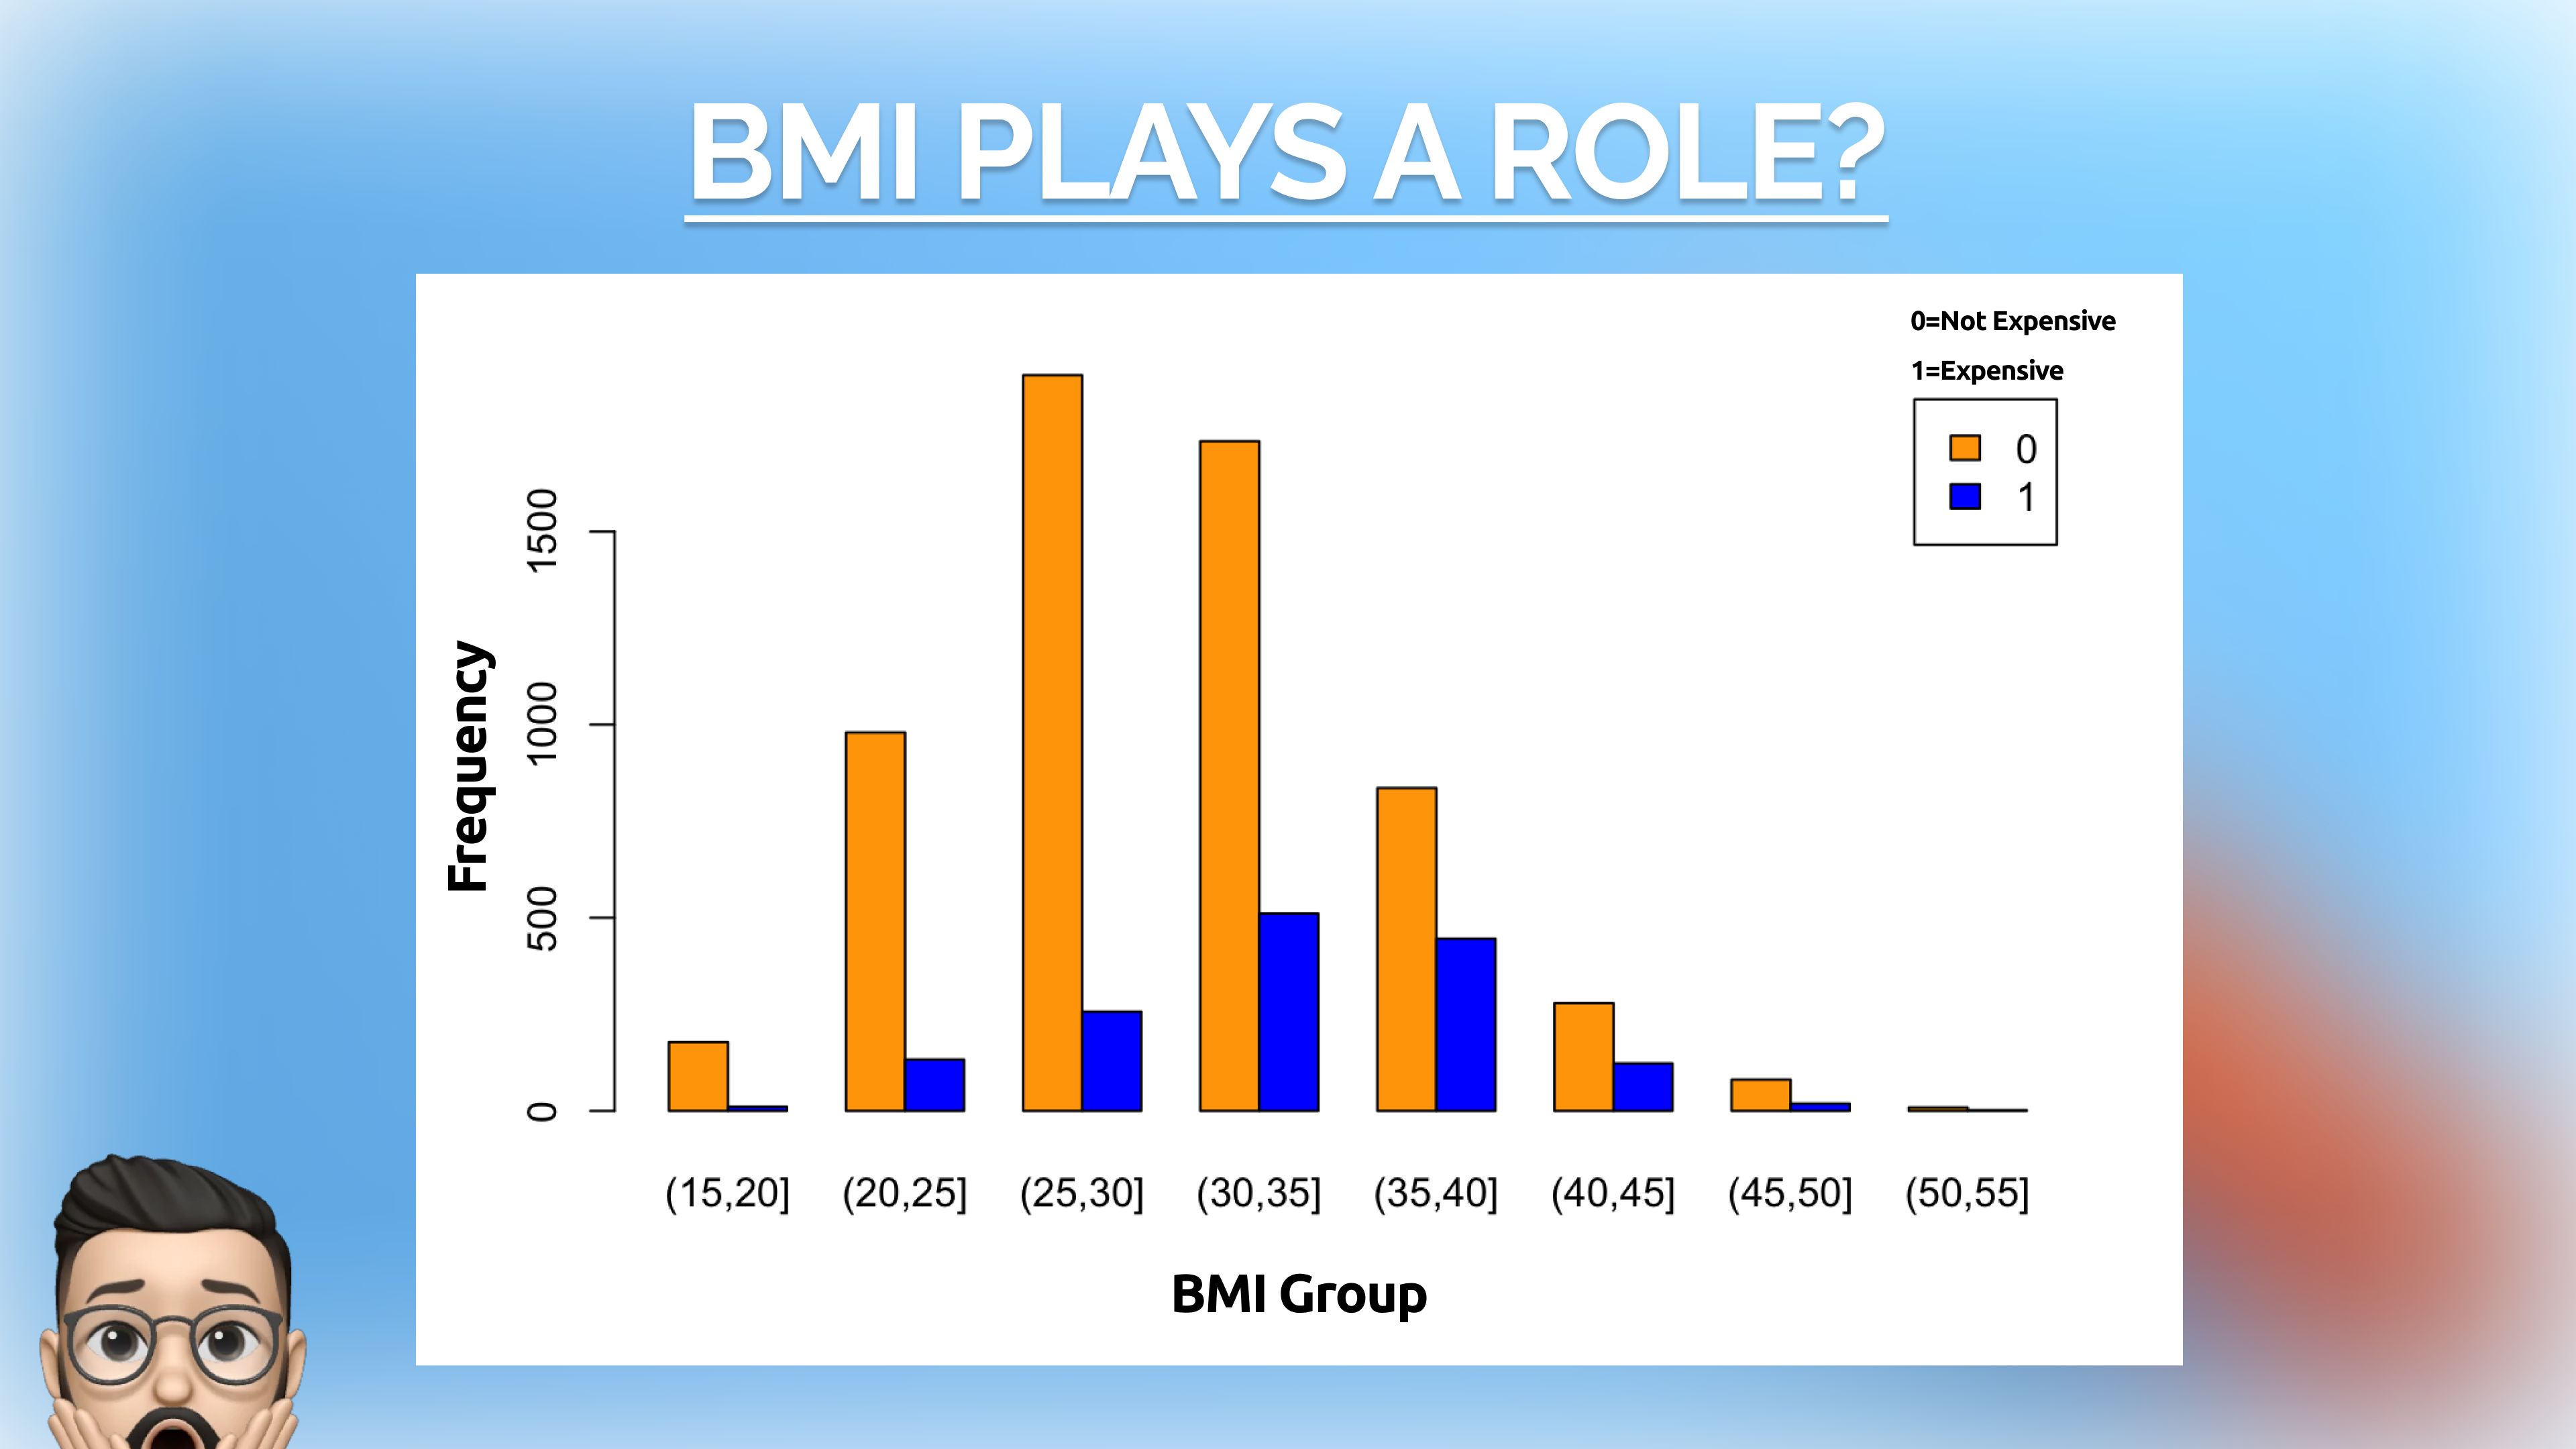 BMI PLAYS A ROLE?
0=Not Expensive
1=Expensive
0
1
Frequency
1500
1000
500
0
(15,20] (20,25] (25,30] (30,35] (35,40] (40,45] (45,50] (50,55]
BMI Group